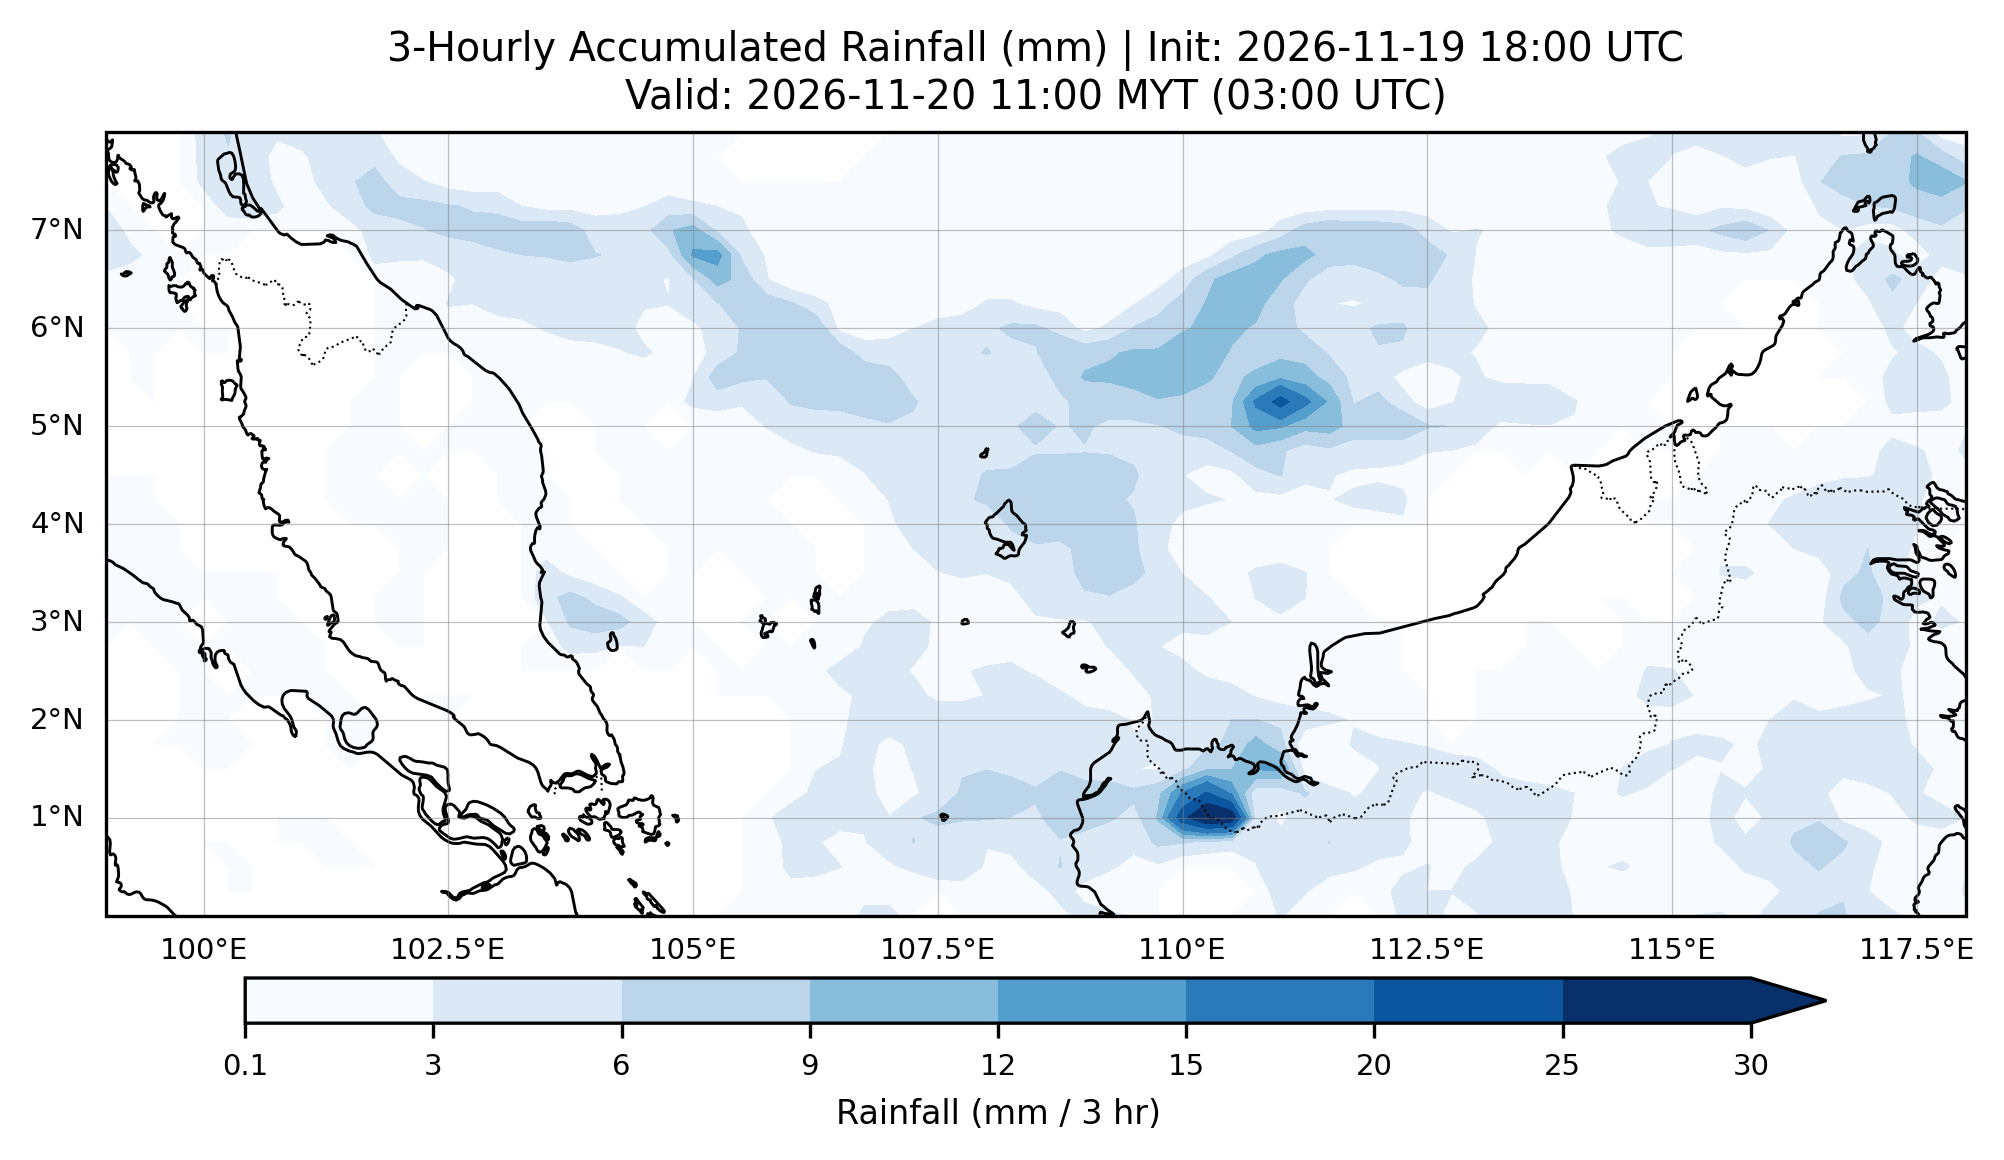 3-Hourly Accumulated Rainfall (mm) | Init: 2026-11-19 18:00 UTC
Valid: 2026-11-20 11:00 MYT (03:00 UTC)
7°N
6°N
5°N
4°N
3°N
2°N
1°N
100°E 102.5°E 105°E 107.5°E 110°E 112.5°E 115°E 117.5°E
0.1 3 6 9 12 15 20 25 30
Rainfall (mm / 3 hr)